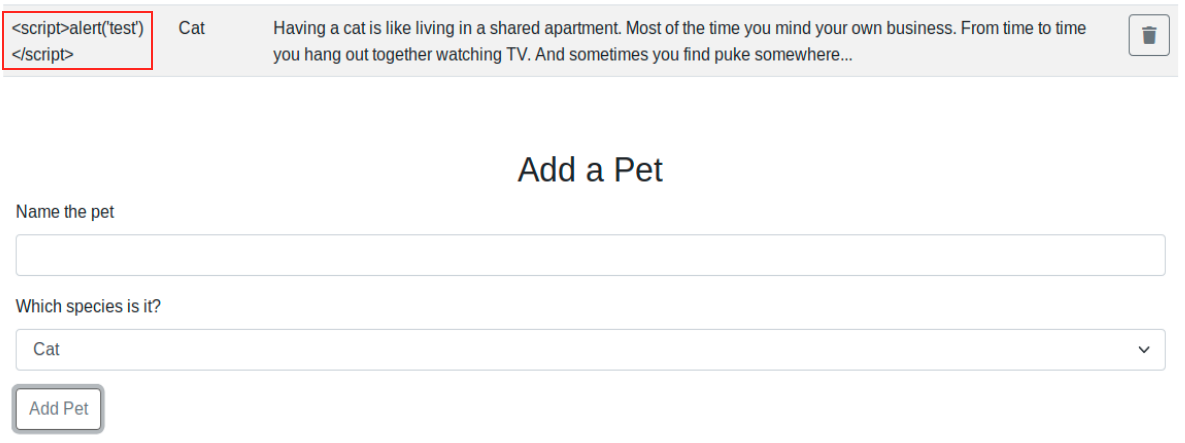 <script>alert('test') Cat Having a cat is like living in a shared apartment. Most of the time you mind your own business. From time to time
</script> you hang out together watching TV. And sometimes you find puke somewhere...
Add a Pet
Name the pet
Which species is it?
Cat
Add Pet